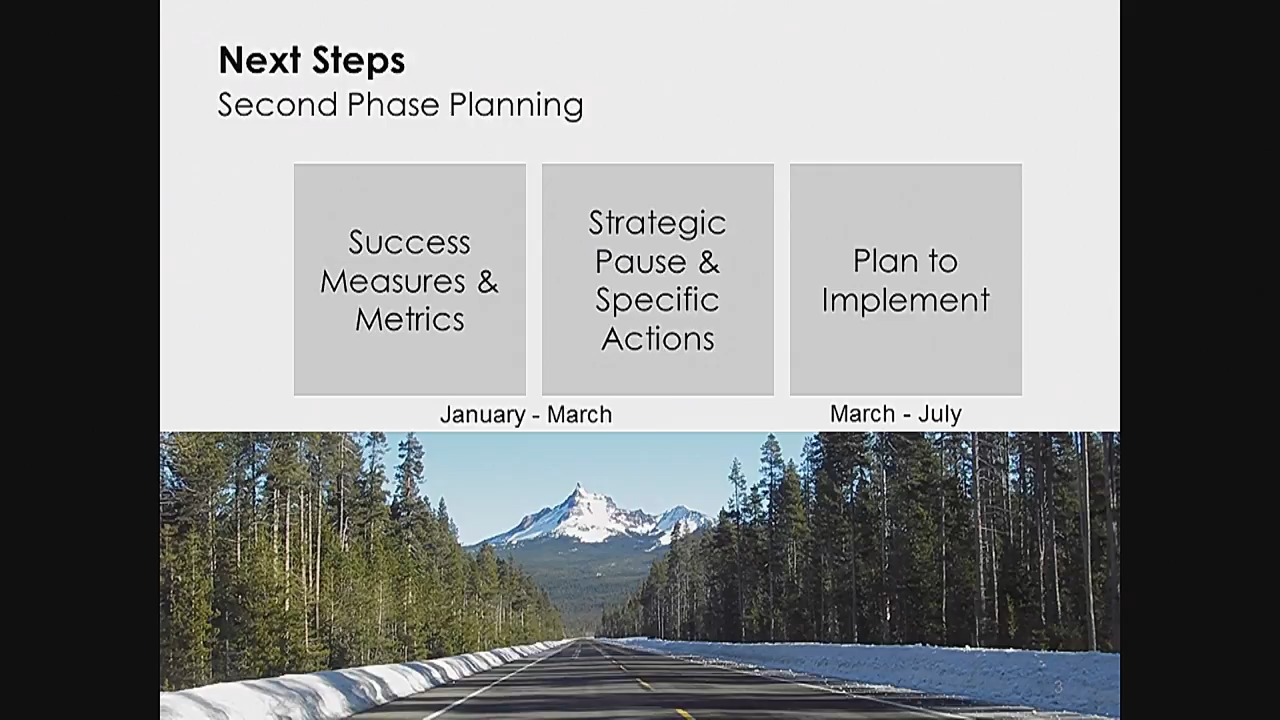 Next Steps
Second Phase Planning
Success
Measures &
Metrics
Strategic
Pause &
Specific
Actions
Plan to
Implement
January - March
March - July
3